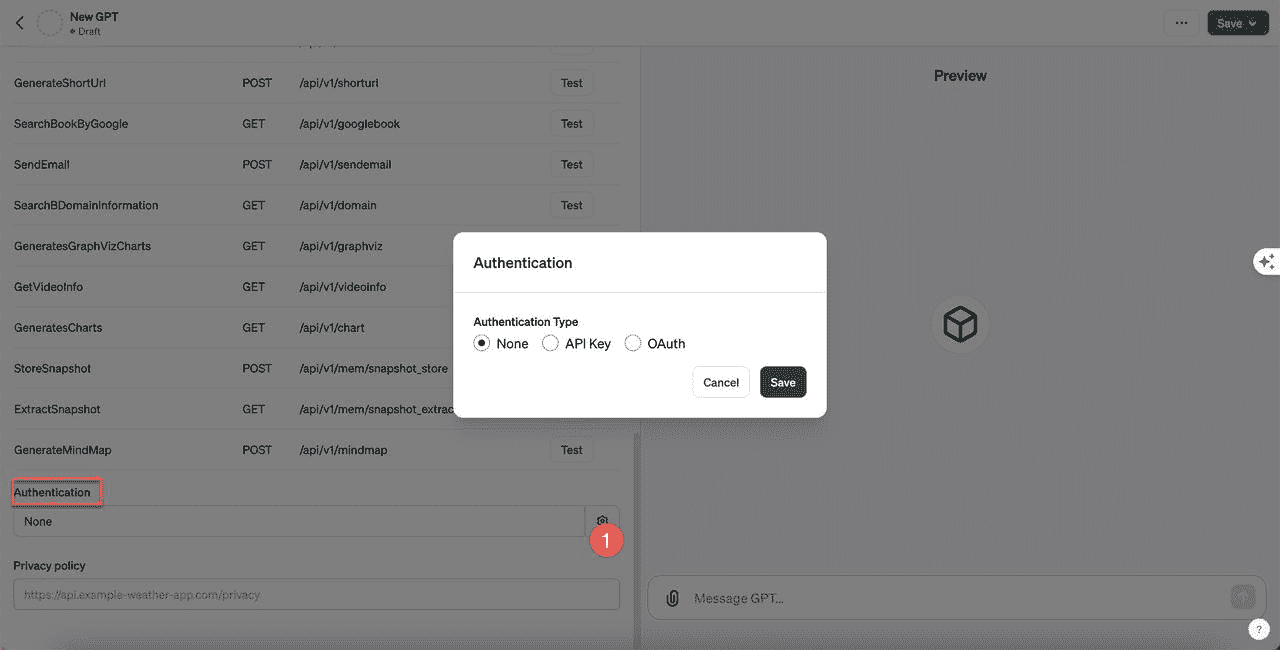 New GPT
Draft
...
Save
GenerateShortUrl POST /api/v1/shorturl Test
SearchBookByGoogle GET /api/v1/googlebook Test
SendEmail POST /api/v1/sendemail Test
SearchBDomainInformation GET /api/v1/domain Test
GeneratesGraphVizCharts GET /api/v1/graphviz
GetVideoInfo GET /api/v1/videoinfo
GeneratesCharts GET /api/v1/chart
StoreSnapshot POST /api/v1/mem/snapshot_store
ExtractSnapshot GET /api/v1/mem/snapshot_extrac
GenerateMindMap POST /api/v1/mindmap Test
Authentication
None
1
Privacy policy
https://api.example-weather-app.com/privacy
Authentication
Authentication Type
None API Key OAuth
Cancel Save
Preview
Message GPT...
?